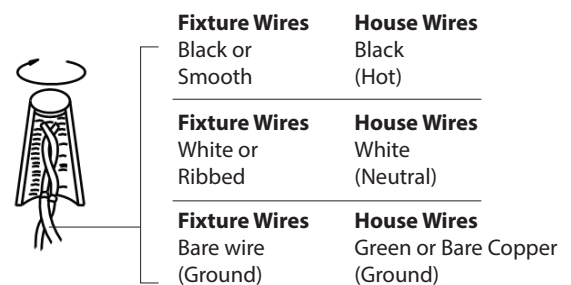 Fixture Wires House Wires
Black or Black
Smooth (Hot)
Fixture Wires House Wires
White or White
Ribbed (Neutral)
Fixture Wires House Wires
Bare wire Green or Bare Copper
(Ground) (Ground)